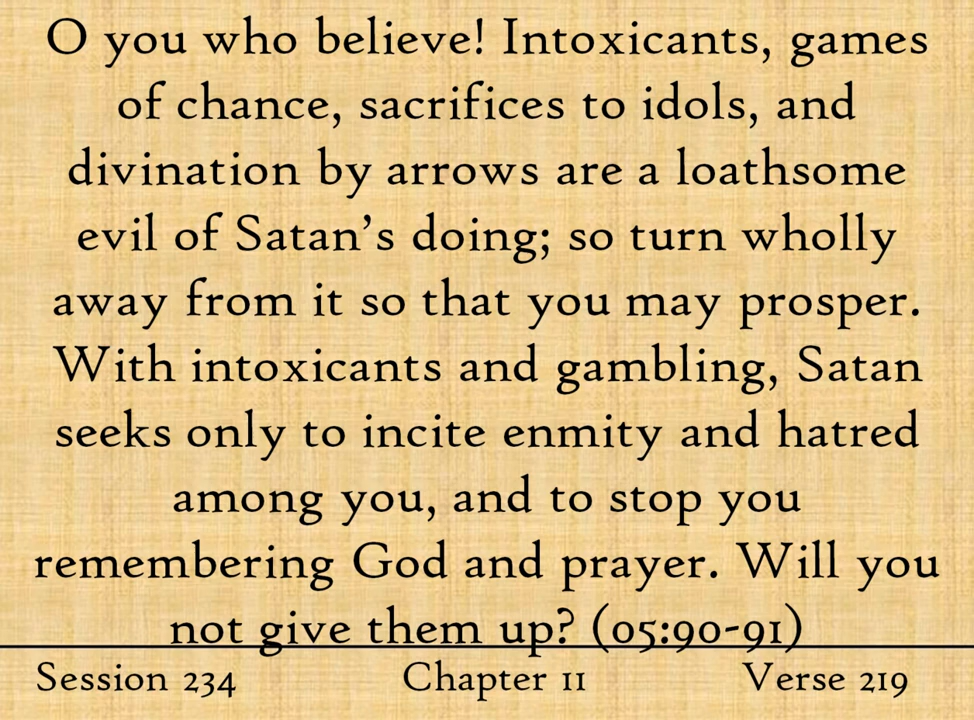 O you who believe! Intoxicants, games
of chance, sacrifices to idols, and
divination by arrows are a loathsome
evil of Satan's doing; so turn wholly
away from it so that you may prosper.
With intoxicants and gambling, Satan
seeks only to incite enmity and hatred
among you, and to stop you
remembering God and prayer. Will you
not give them up? (05:90-91)
Session 234 Chapter 11 Verse 219